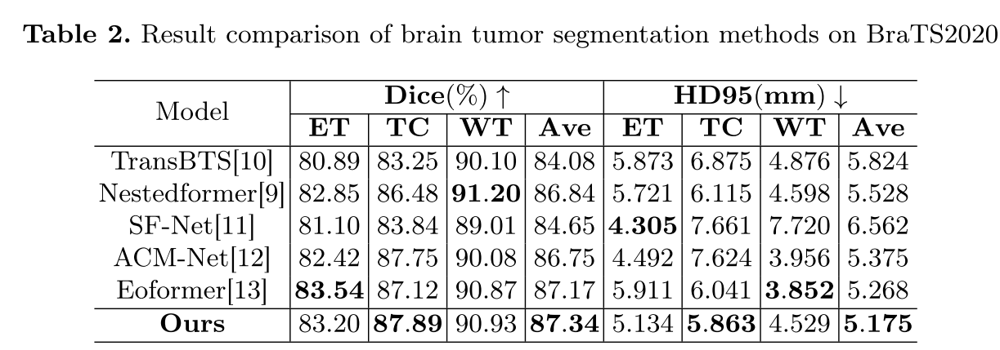 Table 2. Result comparison of brain tumor segmentation methods on BraTS2020
Model Dice(%) ↑ HD95(mm) ↓
ET TC WT Ave ET TC WT Ave
TransBTS[10] 80.89 83.25 90.10 84.08 5.873 6.875 4.876 5.824
Nestedformer[9] 82.85 86.48 91.20 86.84 5.721 6.115 4.598 5.528
SF-Net[11] 81.10 83.84 89.01 84.65 4.305 7.661 7.720 6.562
ACM-Net[12] 82.42 87.75 90.08 86.75 4.492 7.624 3.956 5.375
Eoformer[13] 83.54 87.12 90.87 87.17 5.911 6.041 3.852 5.268
Ours 83.20 87.89 90.93 87.34 5.134 5.863 4.529 5.175